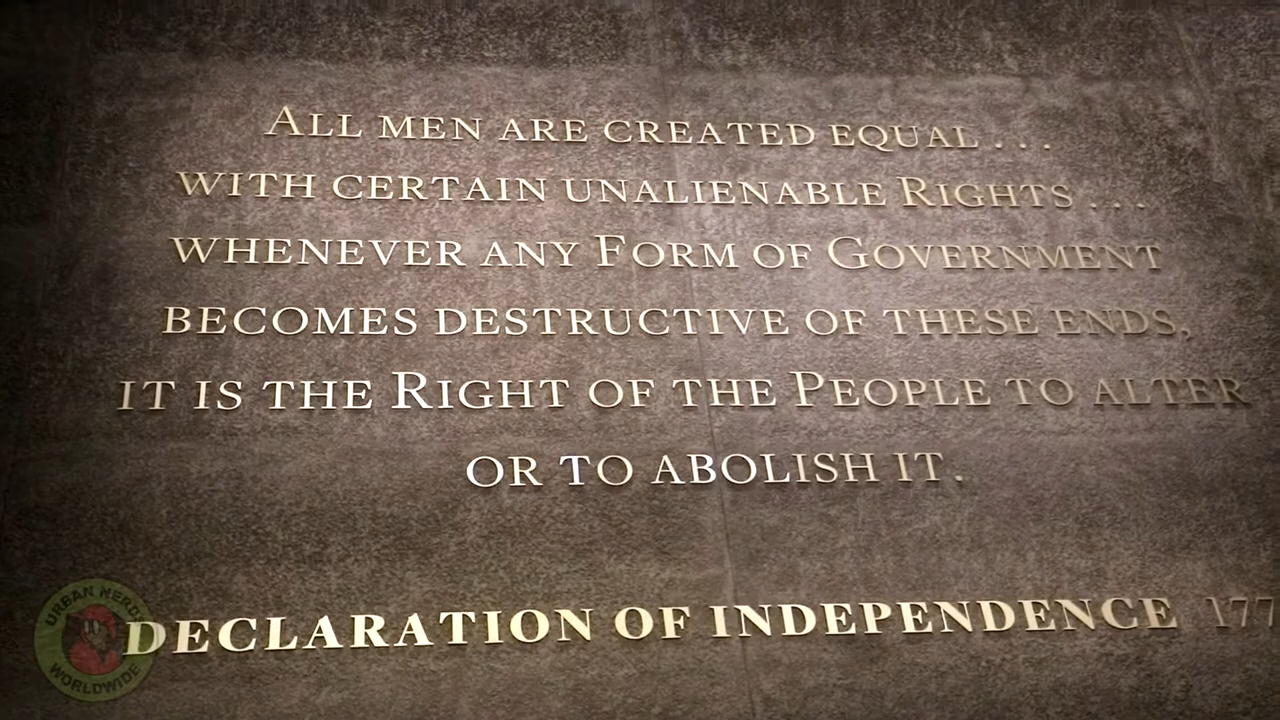 ALL MEN ARE CREATED EQUAL . . .
WITH CERTAIN UNALIENABLE RIGHTS . . .
WHENEVER ANY FORM OF GOVERNMENT
BECOMES DESTRUCTIVE OF THESE ENDS,
IT IS THE RIGHT OF THE PEOPLE TO ALTER
OR TO ABOLISH IT.
DECLARATION OF INDEPENDENCE 177
URBAN NERDS
WORLDWIDE